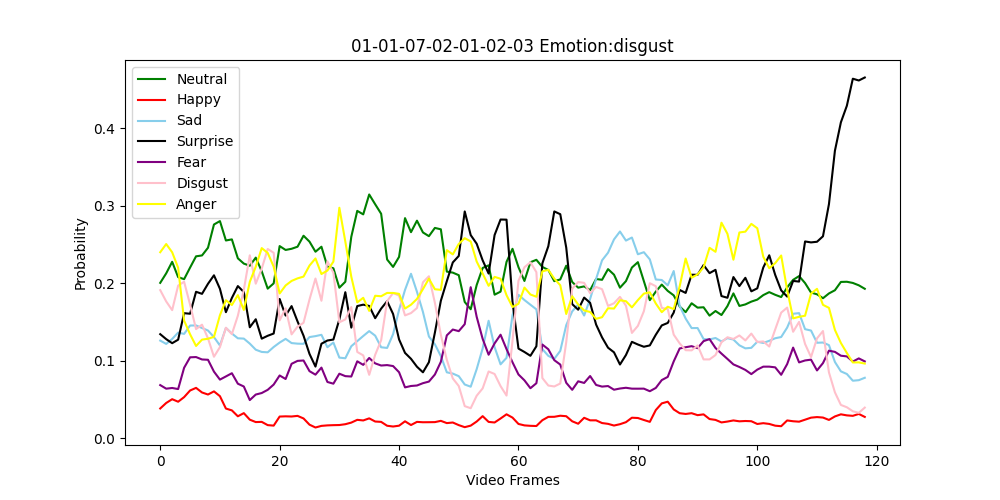 01-01-07-02-01-02-03 Emotion:disgust
Neutral
Happy
Sad
Surprise
Fear
Disgust
Anger
Probability
0.4
0.3
0.2
0.1
0.0
0 20 40 60 80 100 120
Video Frames